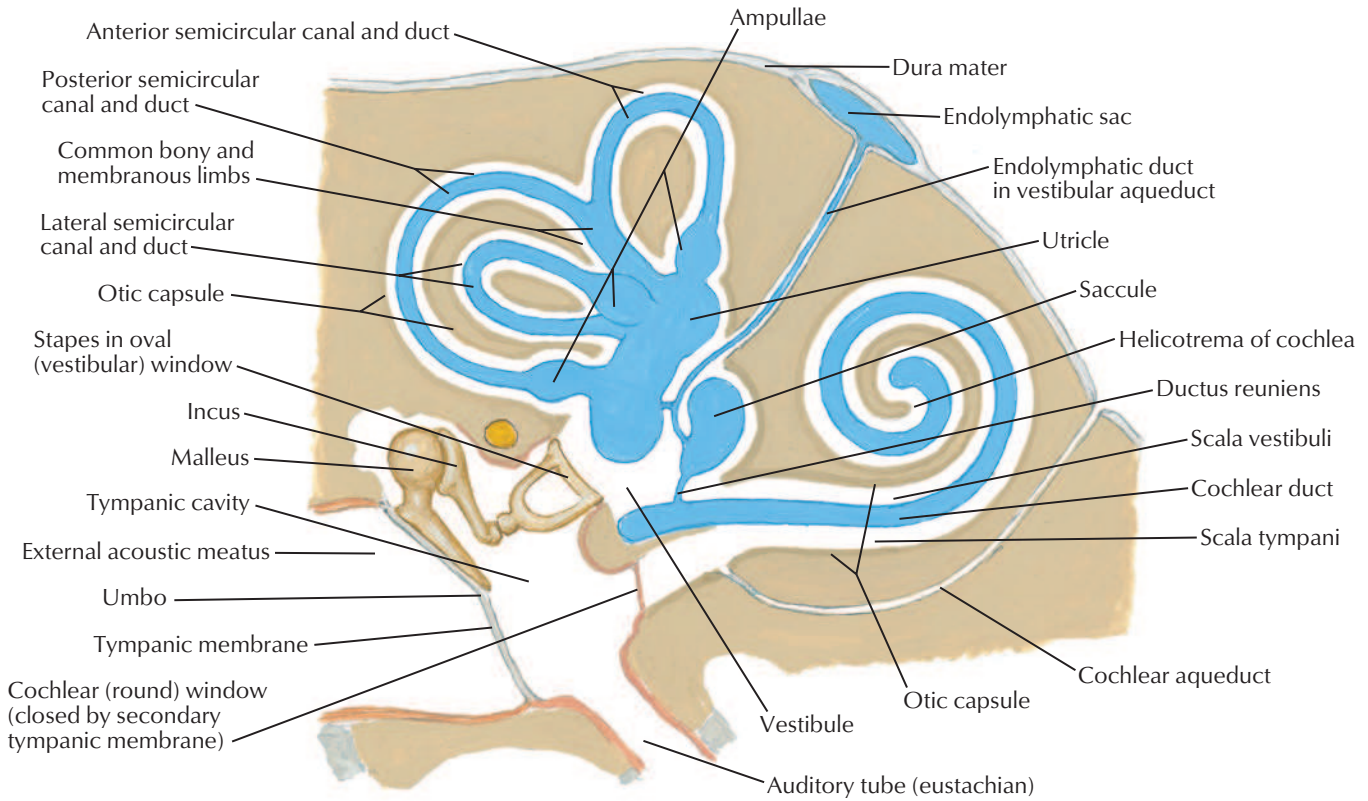 Ampullae
Anterior semicircular canal and duct
Posterior semicircular
canal and duct
Common bony and
membranous limbs
Lateral semicircular
canal and duct
Otic capsule
Stapes in oval
(vestibular) window
Incus
Malleus
Tympanic cavity
External acoustic meatus
Umbo
Tympanic membrane
Cochlear (round) window
(closed by secondary
tympanic membrane)
Dura mater
Endolymphatic sac
Endolymphatic duct
in vestibular aqueduct
Utricle
Saccule
Helicotrema of cochlea
Ductus reuniens
Scala vestibuli
Cochlear duct
Scala tympani
Cochlear aqueduct
Otic capsule
Vestibule
Auditory tube (eustachian)